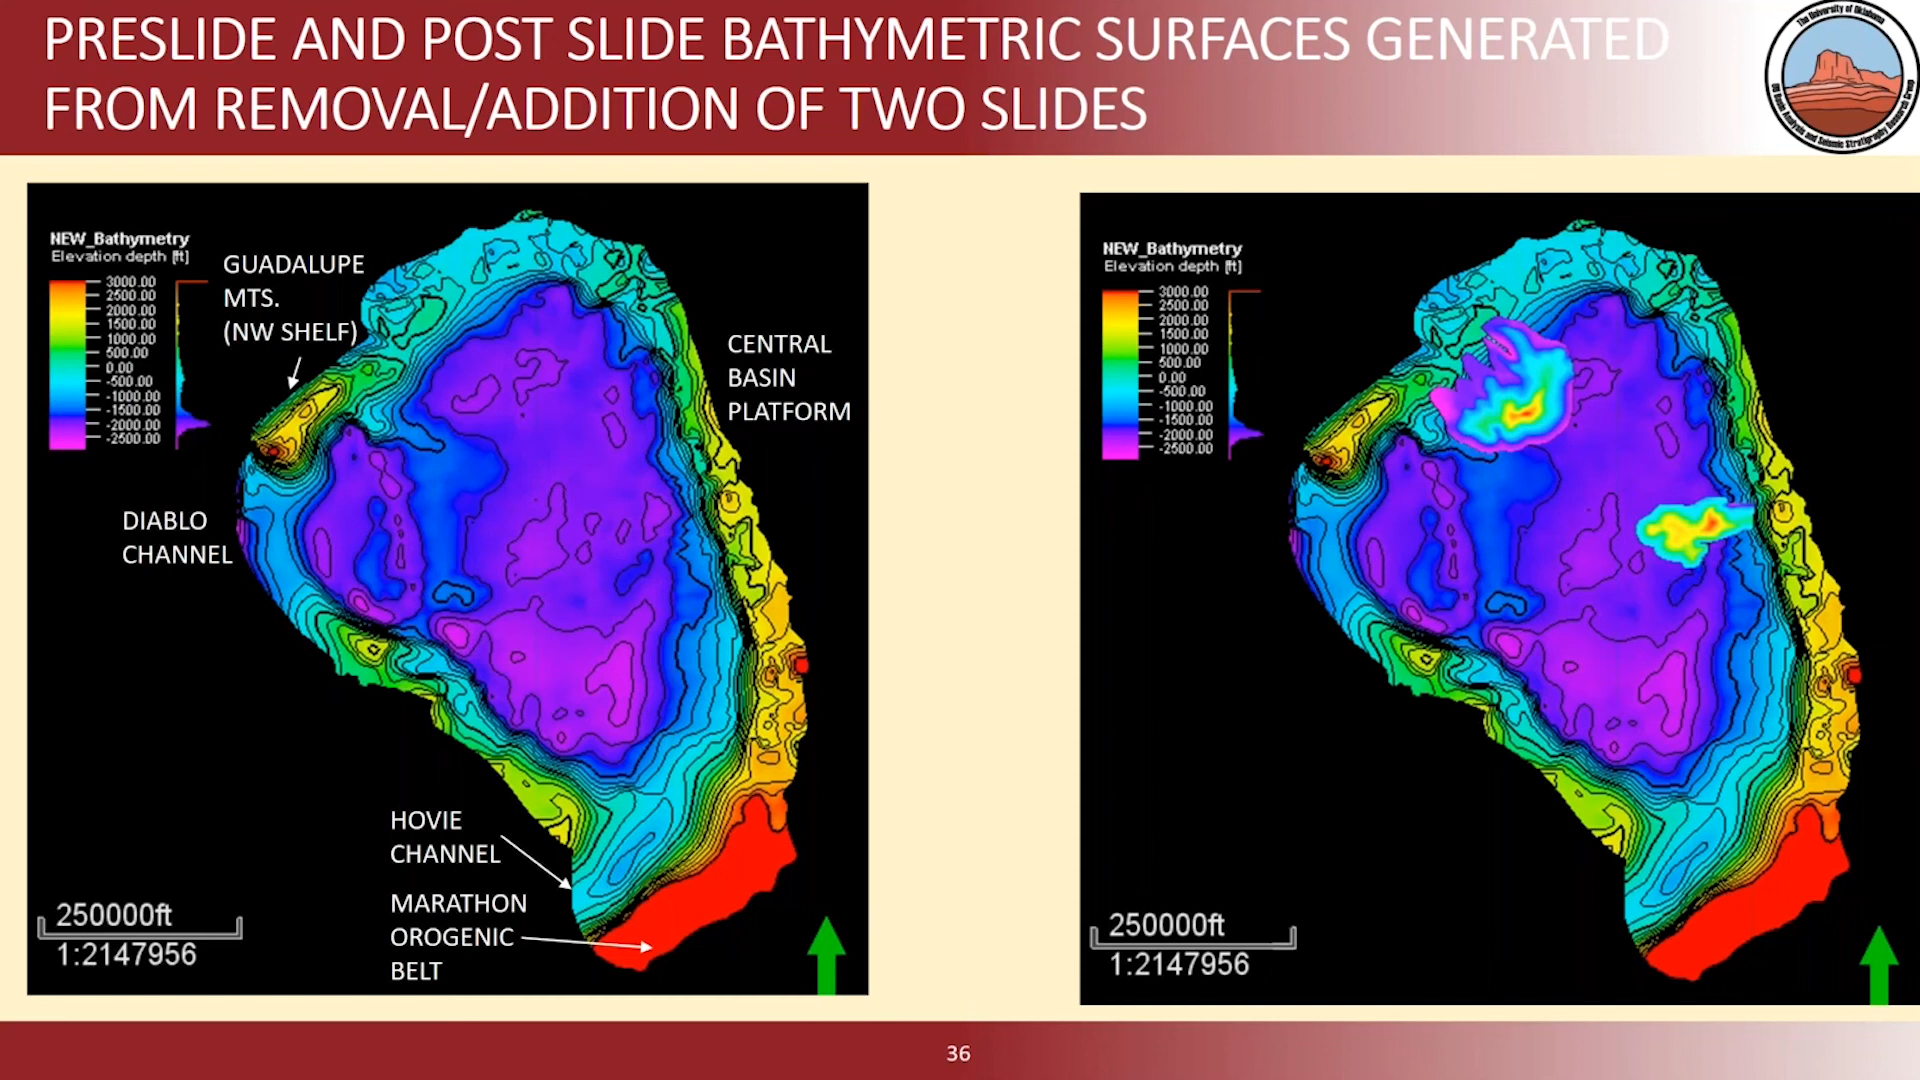 PRESLIDE AND POST SLIDE BATHYMETRIC SURFACES GENERATED
FROM REMOVAL/ADDITION OF TWO SLIDES
The University of Oklahoma
NEW_Bathymetry
Elevation depth [ft]
3000.00
2500.00
2000.00
1500.00
1000.00
500.00
0.00
-500.00
-1000.00
-1500.00
-2000.00
-2500.00
GUADALUPE
MTS.
(NW SHELF)
CENTRAL
BASIN
PLATFORM
DIABLO
CHANNEL
HOVIE
CHANNEL
MARATHON
OROGENIC
BELT
250000ft
1:2147956
NEW_Bathymetry
Elevation depth [ft]
3000.00
2500.00
2000.00
1500.00
1000.00
500.00
0.00
-500.00
-1000.00
-1500.00
-2000.00
-2500.00
250000ft
1:2147956
36